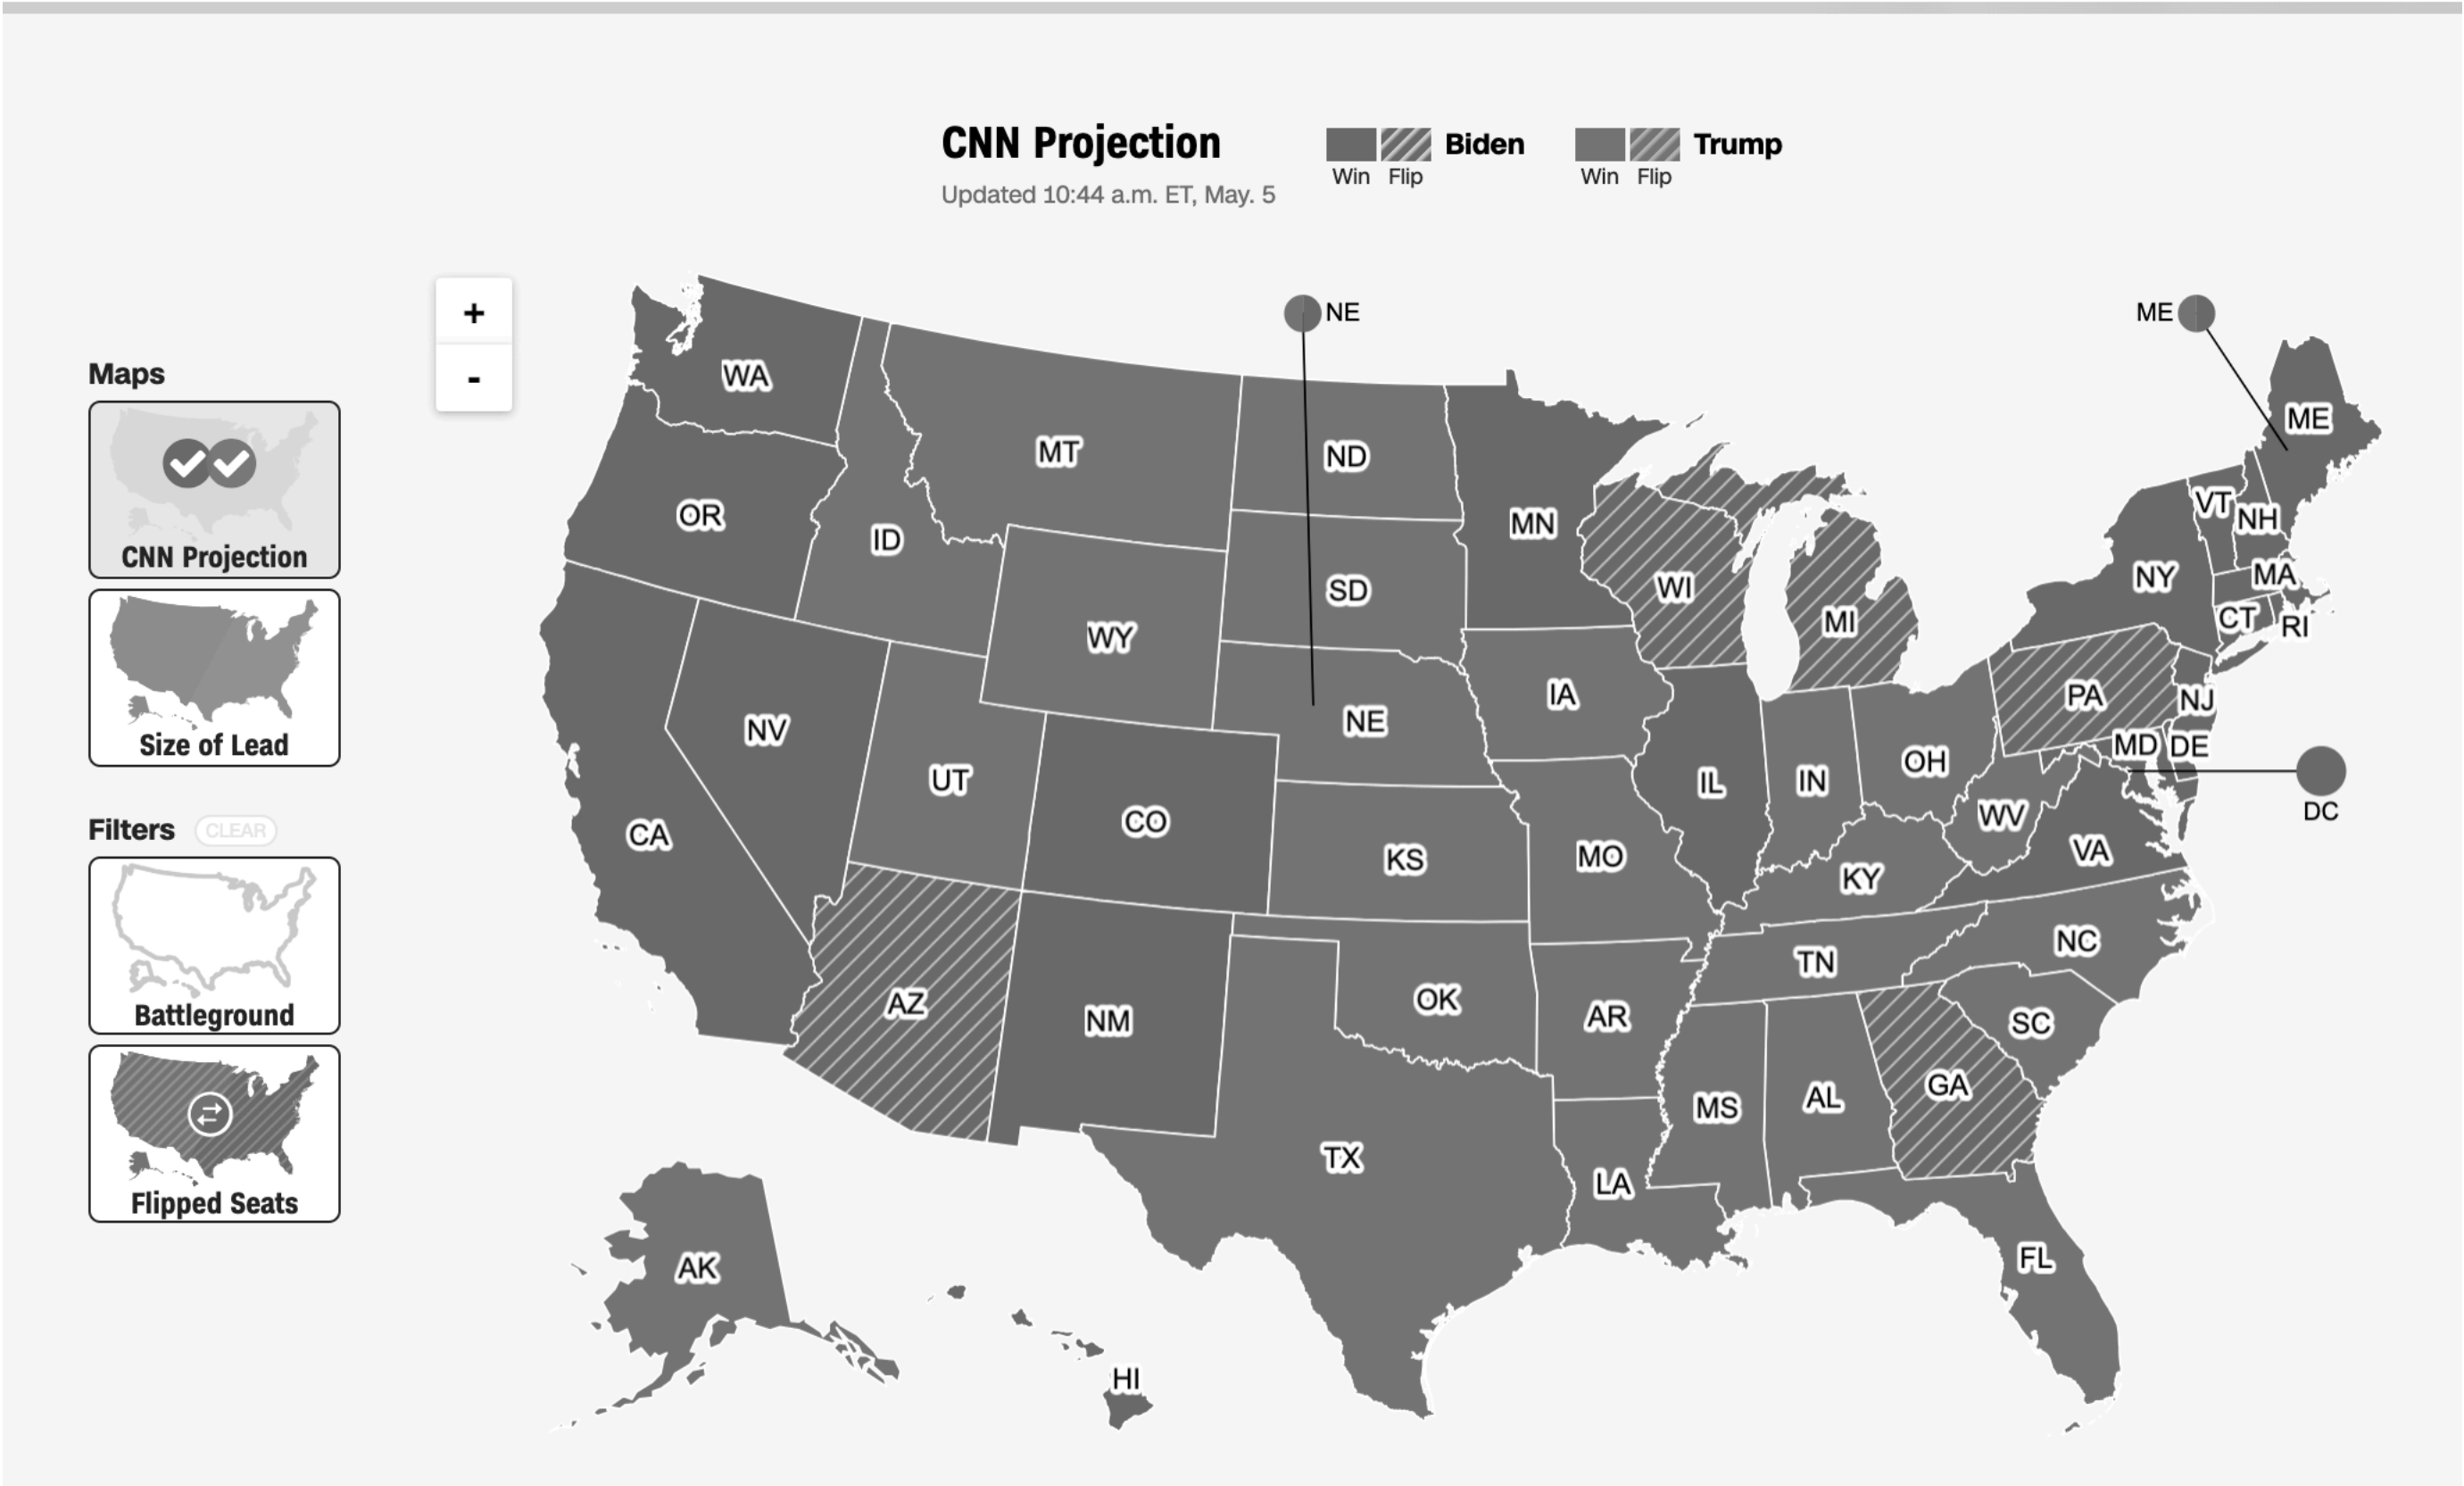 CNN Projection
Updated 10:44 a.m. ET, May. 5
Biden
Win Flip
Trump
Win Flip
+
-
Maps
CNN Projection
Size of Lead
Filters CLEAR
Battleground
Flipped Seats
NE
ME
WA
MT
ND
MN
ME
VT
NH
OR
ID
SD
WI
MI
NY
MA
CT
RI
WY
NE
IA
PA
NJ
NV
UT
CO
IL
IN
OH
MD
DE
DC
CA
KS
MO
WV
VA
KY
AZ
NM
OK
AR
TN
NC
SC
TX
LA
MS
AL
GA
FL
AK
HI